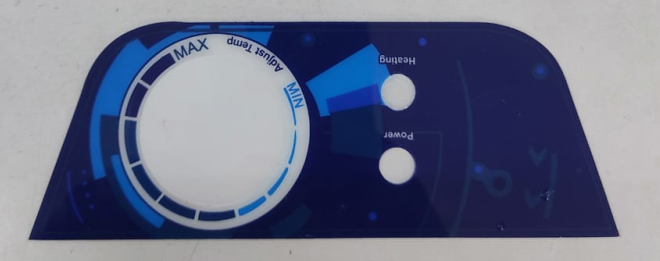 MAX
Adjust Temp
MIN
Heating
Power